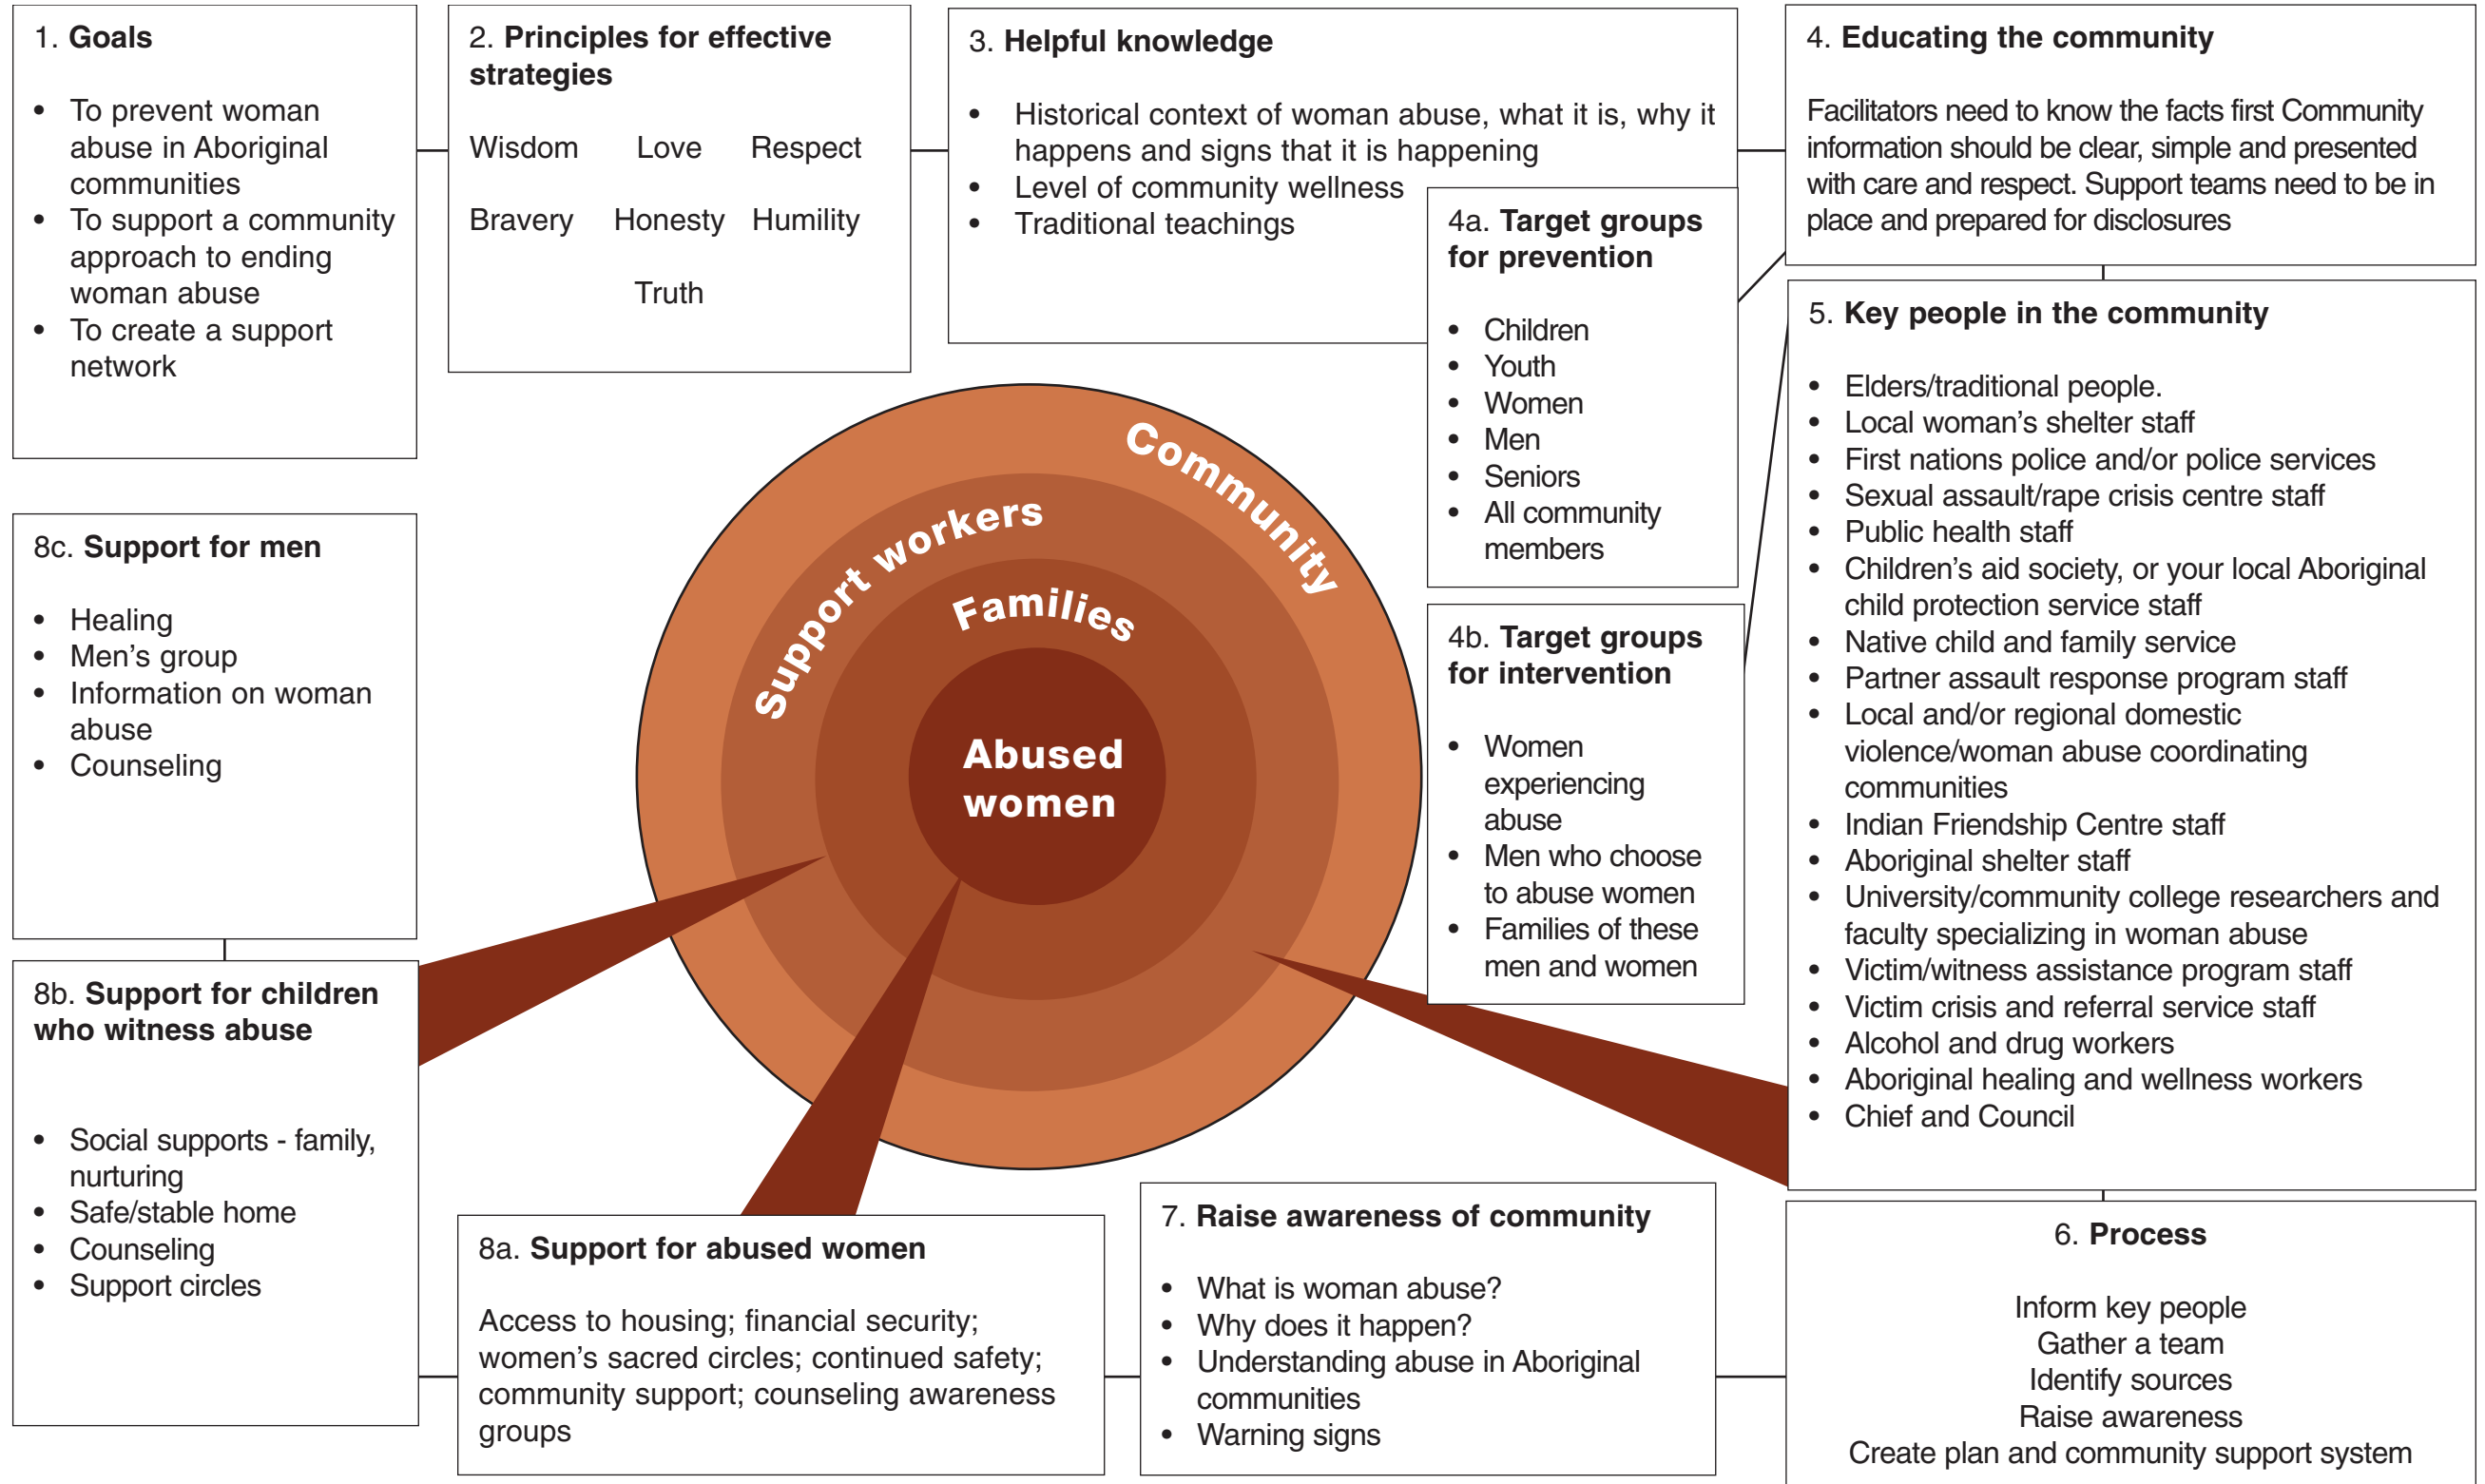 1. Goals
• To prevent woman
abuse in Aboriginal
communities
• To support a community
approach to ending
woman abuse
• To create a support
network
2. Principles for effective
strategies
Wisdom Love Respect
Bravery Honesty Humility
Truth
3. Helpful knowledge
• Historical context of woman abuse, what it is, why it
happens and signs that it is happening
• Level of community wellness
• Traditional teachings
4. Educating the community
Facilitators need to know the facts first Community
information should be clear, simple and presented
with care and respect. Support teams need to be in
place and prepared for disclosures
4a. Target groups
for prevention
• Children
• Youth
• Women
• Men
• Seniors
• All community
members
4b. Target groups
for intervention
• Women
experiencing
abuse
• Men who choose
to abuse women
• Families of these
men and women
5. Key people in the community
• Elders/traditional people.
• Local woman’s shelter staff
• First nations police and/or police services
• Sexual assault/rape crisis centre staff
• Public health staff
• Children’s aid society, or your local Aboriginal
child protection service staff
• Native child and family service
• Partner assault response program staff
• Local and/or regional domestic
violence/woman abuse coordinating
communities
• Indian Friendship Centre staff
• Aboriginal shelter staff
• University/community college researchers and
faculty specializing in woman abuse
• Victim/witness assistance program staff
• Victim crisis and referral service staff
• Alcohol and drug workers
• Aboriginal healing and wellness workers
• Chief and Council
Community
Support workers
Families
Abused
women
6. Process
Inform key people
Gather a team
Identify sources
Raise awareness
Create plan and community support system
7. Raise awareness of community
• What is woman abuse?
• Why does it happen?
• Understanding abuse in Aboriginal
communities
• Warning signs
8a. Support for abused women
Access to housing; financial security;
women’s sacred circles; continued safety;
community support; counseling awareness
groups
8b. Support for children
who witness abuse
• Social supports - family,
nurturing
• Safe/stable home
• Counseling
• Support circles
8c. Support for men
• Healing
• Men’s group
• Information on woman
abuse
• Counseling